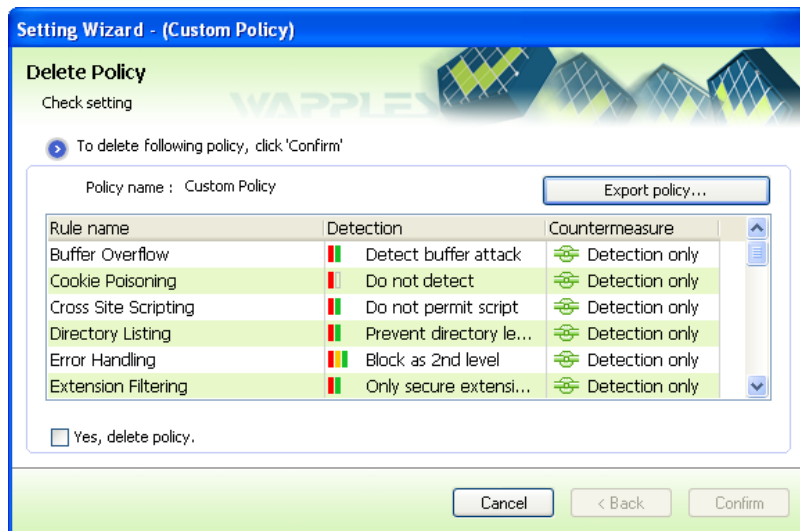 Setting Wizard - (Custom Policy)
Delete Policy
Check setting
WAPPLES
To delete following policy, click 'Confirm'
Policy name : Custom Policy
Export policy...
Rule name Detection Countermeasure
Buffer Overflow Detect buffer attack Detection only
Cookie Poisoning Do not detect Detection only
Cross Site Scripting Do not permit script Detection only
Directory Listing Prevent directory le... Detection only
Error Handling Block as 2nd level Detection only
Extension Filtering Only secure extensi... Detection only
Yes, delete policy.
Cancel < Back Confirm